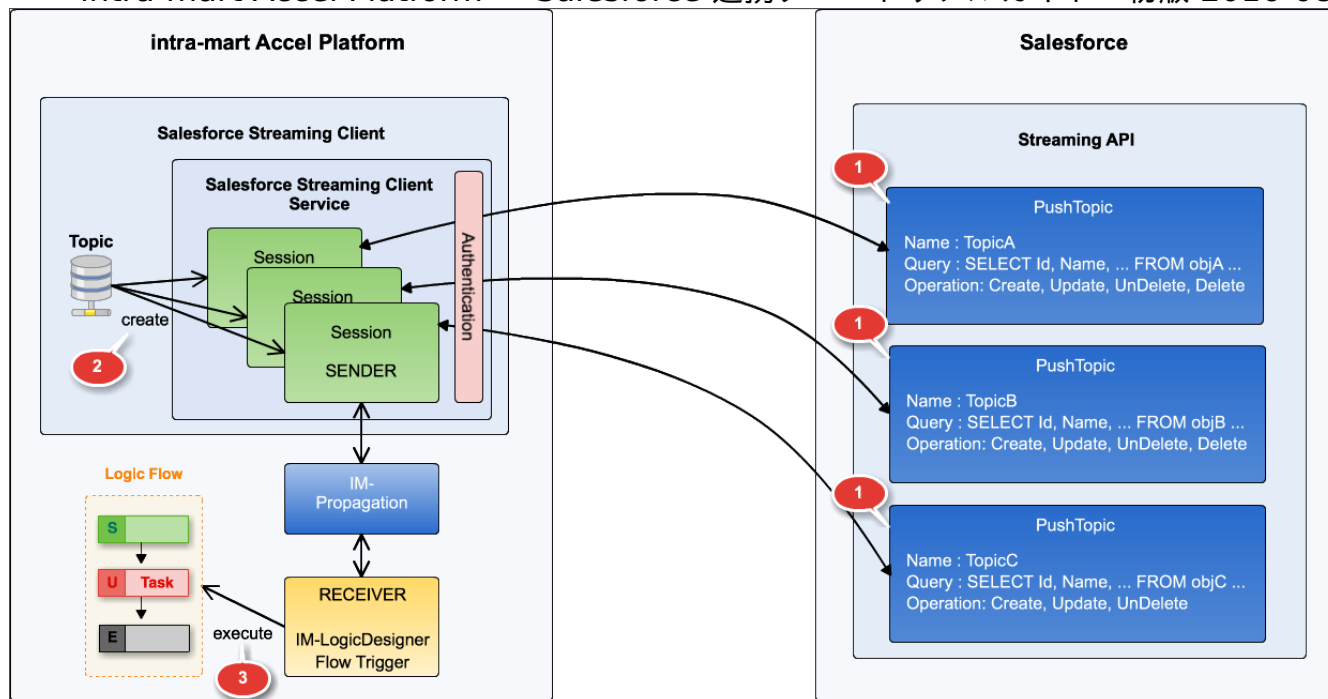 intra-mart Accel Platform
Salesforce
Salesforce Streaming Client
Salesforce Streaming Client
Service
Topic
create
2
Session
Session
Session
SENDER
Authentication
IM-
Propagation
RECEIVER
IM-LogicDesigner
Flow Trigger
Logic Flow
S
U Task
E
execute
3
Streaming API
1
PushTopic
Name : TopicA
Query : SELECT Id, Name, ... FROM objA ...
Operation: Create, Update, UnDelete, Delete
1
PushTopic
Name : TopicB
Query : SELECT Id, Name, ... FROM objB ...
Operation: Create, Update, UnDelete, Delete
1
PushTopic
Name : TopicC
Query : SELECT Id, Name, ... FROM objC ...
Operation: Create, Update, UnDelete